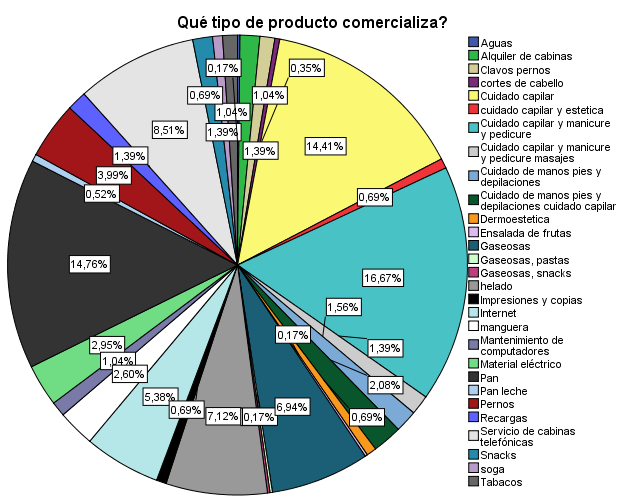 Qué tipo de producto comercializa?
0,17%
0,35%
0,69%
1,04%
1,04%
8,51%
1,39%
1,39%
14,41%
1,39%
3,99%
0,52%
0,69%
14,76%
16,67%
1,56%
0,17%
2,95%
1,39%
1,04%
2,60%
2,08%
5,38%
0,69%
7,12%
0,17%
6,94%
0,69%
Aguas
Alquiler de cabinas
Clavos pernos
cortes de cabello
Cuidado capilar
cuidado capilar y estetica
Cuidado capilar y manicure
y pedicure
Cuidado capilar y manicure
y pedicure masajes
Cuidado de manos pies y
depilaciones
Cuidado de manos pies y
depilaciones cuidado capilar
Dermoestetica
Ensalada de frutas
Gaseosas
Gaseosas, pastas
Gaseosas, snacks
helado
Impresiones y copias
Internet
manguera
Mantenimiento de
computadores
Material eléctrico
Pan
Pan leche
Pernos
Recargas
Servicio de cabinas
telefónicas
Snacks
soga
Tabacos